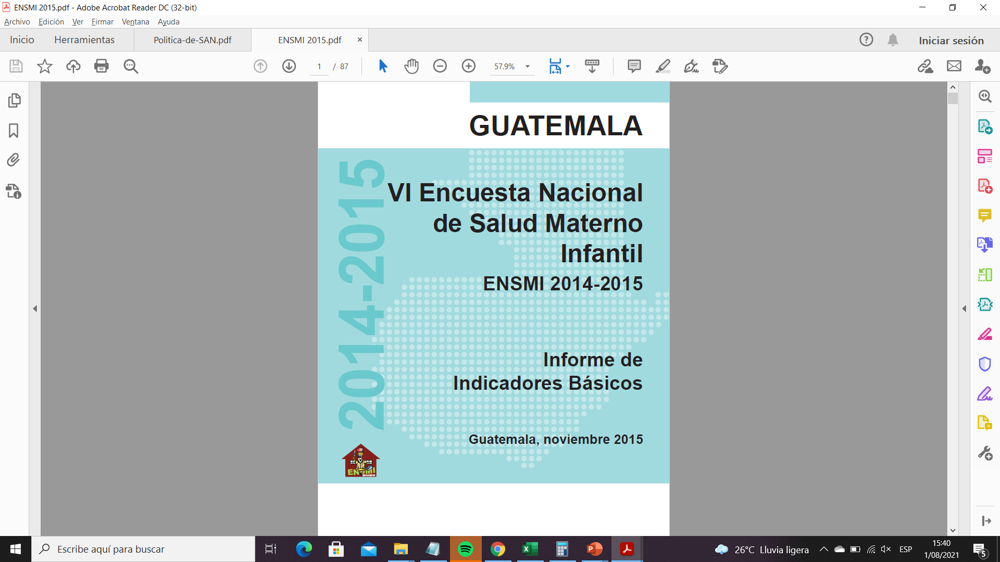 ENSMI 2015.pdf - Adobe Acrobat Reader DC (32-bit)
Archivo Edición Ver Firmar Ventana Ayuda
Inicio Herramientas Politica-de-SAN.pdf ENSMI 2015.pdf Iniciar sesión
1 / 87 57.9%
GUATEMALA
2014-2015
VI Encuesta Nacional
de Salud Materno
Infantil
ENSMI 2014-2015
Informe de
Indicadores Básicos
Guatemala, noviembre 2015
ENSMI
2014-2015
Escribe aquí para buscar
26°C Lluvia ligera
ESP
15:40
1/08/2021
5